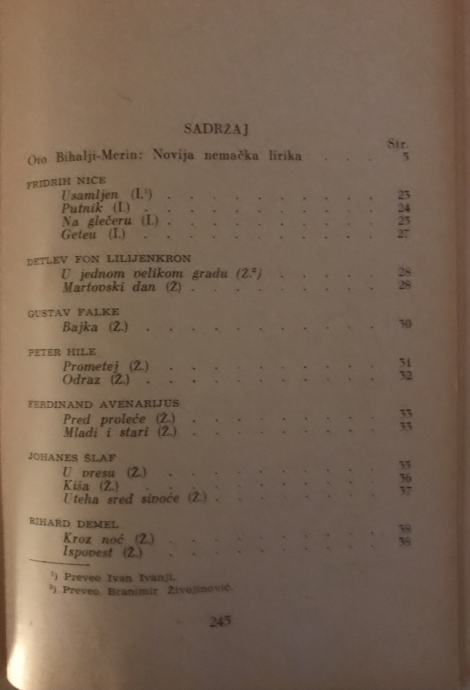 SADRŽAJ
Str.
Oto Bihalji-Merin: Novija nemačka lirika . . . 5
FRIDRIH NIČE
Usamljen (I.¹) . . . . . . . . . 23
Putnik (I.) . . . . . . . . . 24
Na glečeru (I.) . . . . . . . . . 25
Geteu (I.) . . . . . . . . . 27
DETLEV FON LILIJENKRON
U jednom velikom gradu (Ž.²) . . . . . 28
Martovski dan (Ž) . . . . . . . . 28
GUSTAV FALKE
Bajka (Ž.) . . . . . . . . . 30
PETER HILE
Prometej (Ž.) . . . . . . . . . 31
Odraz (Ž.) . . . . . . . . . 32
FERDINAND AVENARIJUS
Pred proleće (Ž.) . . . . . . . . 33
Mladi i stari (Ž.) . . . . . . . . 33
JOHANES ŠLAF
U vresu (Ž.) . . . . . . . . . 35
Kiša (Ž.) . . . . . . . . . 36
Uteha sred sivoće (Ž.) . . . . . . . 37
RIHARD DEMEL
Kroz noć (Ž.) . . . . . . . . . 38
Ispovest (Ž.) . . . . . . . . . 38
¹) Preveo Ivan Ivanji.
²) Preveo Branimir Živojinović.
245